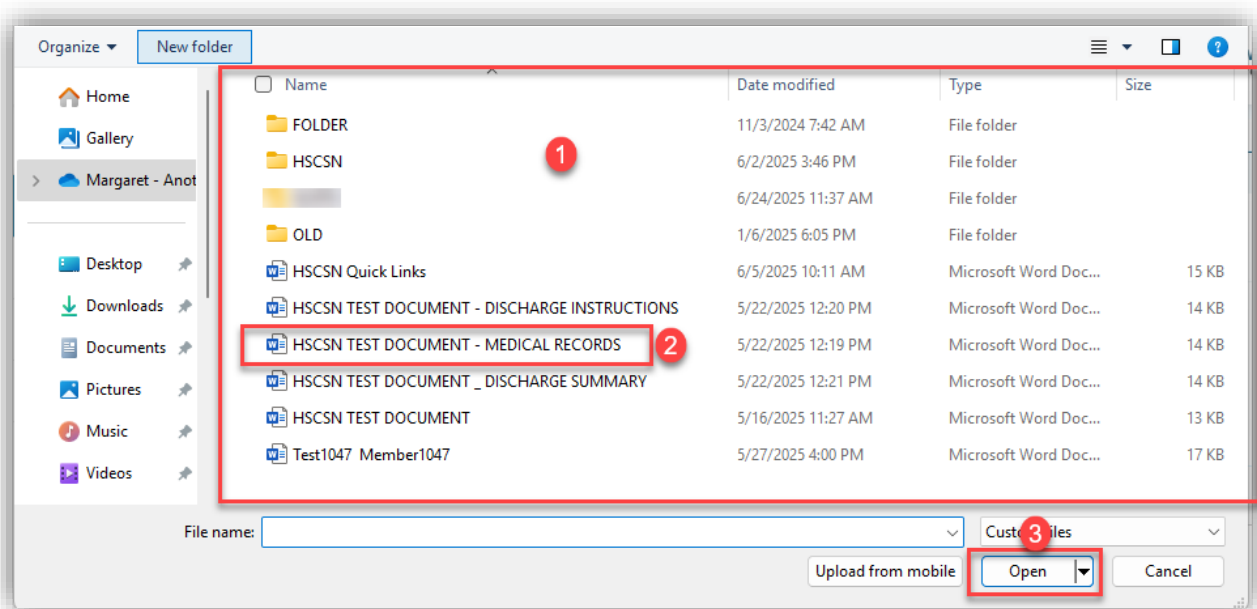 Organize New folder
Home
Gallery
Margaret - Anot
Desktop
Downloads
Documents
Pictures
Music
Videos
Name Date modified Type Size
FOLDER 11/3/2024 7:42 AM File folder
1
HSCSN 6/2/2025 3:46 PM File folder
6/24/2025 11:37 AM File folder
OLD 1/6/2025 6:05 PM File folder
HSCSN Quick Links 6/5/2025 10:11 AM Microsoft Word Doc... 15 KB
HSCSN TEST DOCUMENT - DISCHARGE INSTRUCTIONS 5/22/2025 12:20 PM Microsoft Word Doc... 14 KB
HSCSN TEST DOCUMENT - MEDICAL RECORDS 2 5/22/2025 12:19 PM Microsoft Word Doc... 14 KB
HSCSN TEST DOCUMENT _ DISCHARGE SUMMARY 5/22/2025 12:21 PM Microsoft Word Doc... 14 KB
HSCSN TEST DOCUMENT 5/16/2025 11:27 AM Microsoft Word Doc... 13 KB
Test1047 Member1047 5/27/2025 4:00 PM Microsoft Word Doc... 17 KB
File name:
3
Upload from mobile Open Cancel